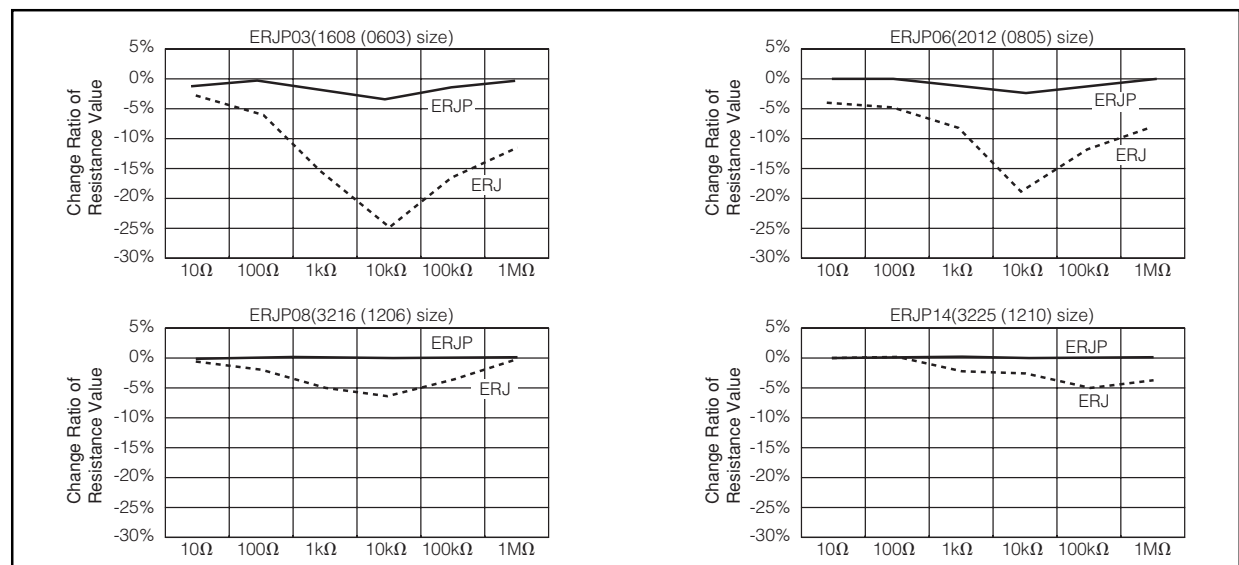 ERJP03(1608 (0603) size)
5%
0%
-5%
-10%
-15%
-20%
-25%
-30%
Change Ratio of
Resistance Value
ERJP
ERJ
10Ω 100Ω 1kΩ 10kΩ 100kΩ 1MΩ
ERJP06(2012 (0805) size)
5%
0%
-5%
-10%
-15%
-20%
-25%
-30%
Change Ratio of
Resistance Value
ERJP
ERJ
10Ω 100Ω 1kΩ 10kΩ 100kΩ 1MΩ
ERJP08(3216 (1206) size)
5%
0%
-5%
-10%
-15%
-20%
-25%
-30%
Change Ratio of
Resistance Value
ERJP
ERJ
10Ω 100Ω 1kΩ 10kΩ 100kΩ 1MΩ
ERJP14(3225 (1210) size)
5%
0%
-5%
-10%
-15%
-20%
-25%
-30%
Change Ratio of
Resistance Value
ERJP
ERJ
10Ω 100Ω 1kΩ 10kΩ 100kΩ 1MΩ